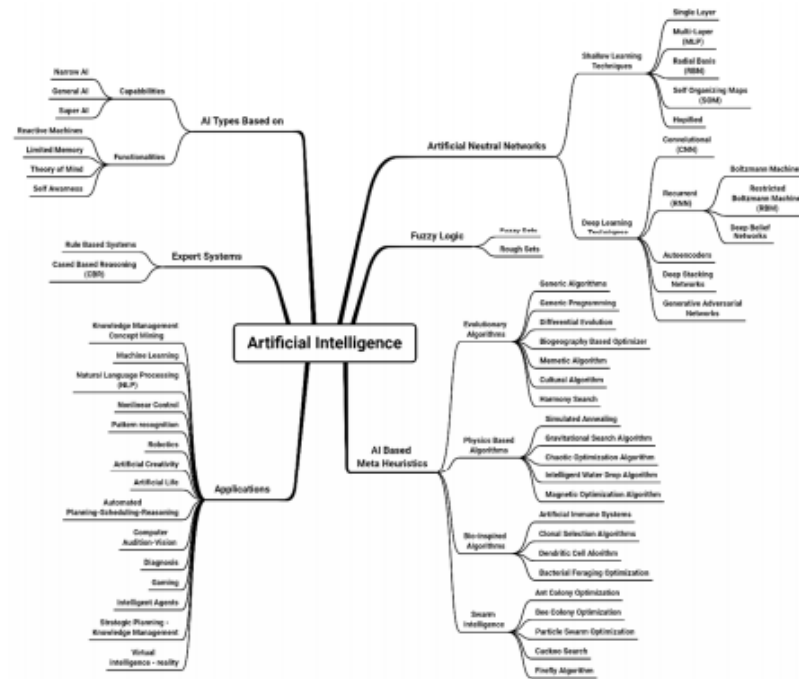 Artificial Intelligence
AI Types Based on
Capabilities
Narrow AI
General AI
Super AI
Functionalities
Reactive Machines
Limited Memory
Theory of Mind
Self Awarness
Expert Systems
Rule Based Systems
Cased Based Reasoning
(CBR)
Applications
Knowledge Management
Concept Mining
Machine Learning
Natural Language Processing
(NLP)
Nonlinear Control
Pattern recognition
Robotics
Artificial Creativity
Artificial Life
Automated
Planning-Scheduling-Reasoning
Computer
Audition-Vision
Diagnosis
Gaming
Intelligent Agents
Strategic Planning -
Knowledge Management
Virtual
intelligence - reality
Artificial Neutral Networks
Shallow Learning
Techniques
Single Layer
Multi-Layer
(MLP)
Radial Basis
(RBN)
Self Organizing Maps
(SOM)
Hopified
Deep Learning
Techniques
Convolutional
(CNN)
Recurrent
(RNN)
Boltzmann Machine
Restricted
Boltzmann Machine
(RBM)
Deep Belief
Networks
Autoencoders
Deep Stacking
Networks
Generative Adversorial
Networks
Fuzzy Logic
Fuzzy Sets
Rough Sets
AI Based
Meta Heuristics
Evolutionary
Algorithms
Generic Algorithms
Generic Programming
Differential Evolution
Biogeography Based Optimizer
Memetic Algorithm
Cultural Algorithm
Harmony Search
Physics Based
Algorithms
Simulated Annealing
Gravitational Search Algorithm
Chaotic Optimization Algorithm
Intelligent Water Drop Algorithm
Magnetic Optimization Algorithm
Bio-inspired
Algorithms
Artificial Immune Systems
Clonal Selection Algorithms
Dendritic Cell Alorithm
Bacterial Foraging Optimization
Swarm
Intelligence
Ant Colony Optimization
Bee Colony Optimization
Particle Swarm Optimization
Cuckoo Search
Firefly Algorithm